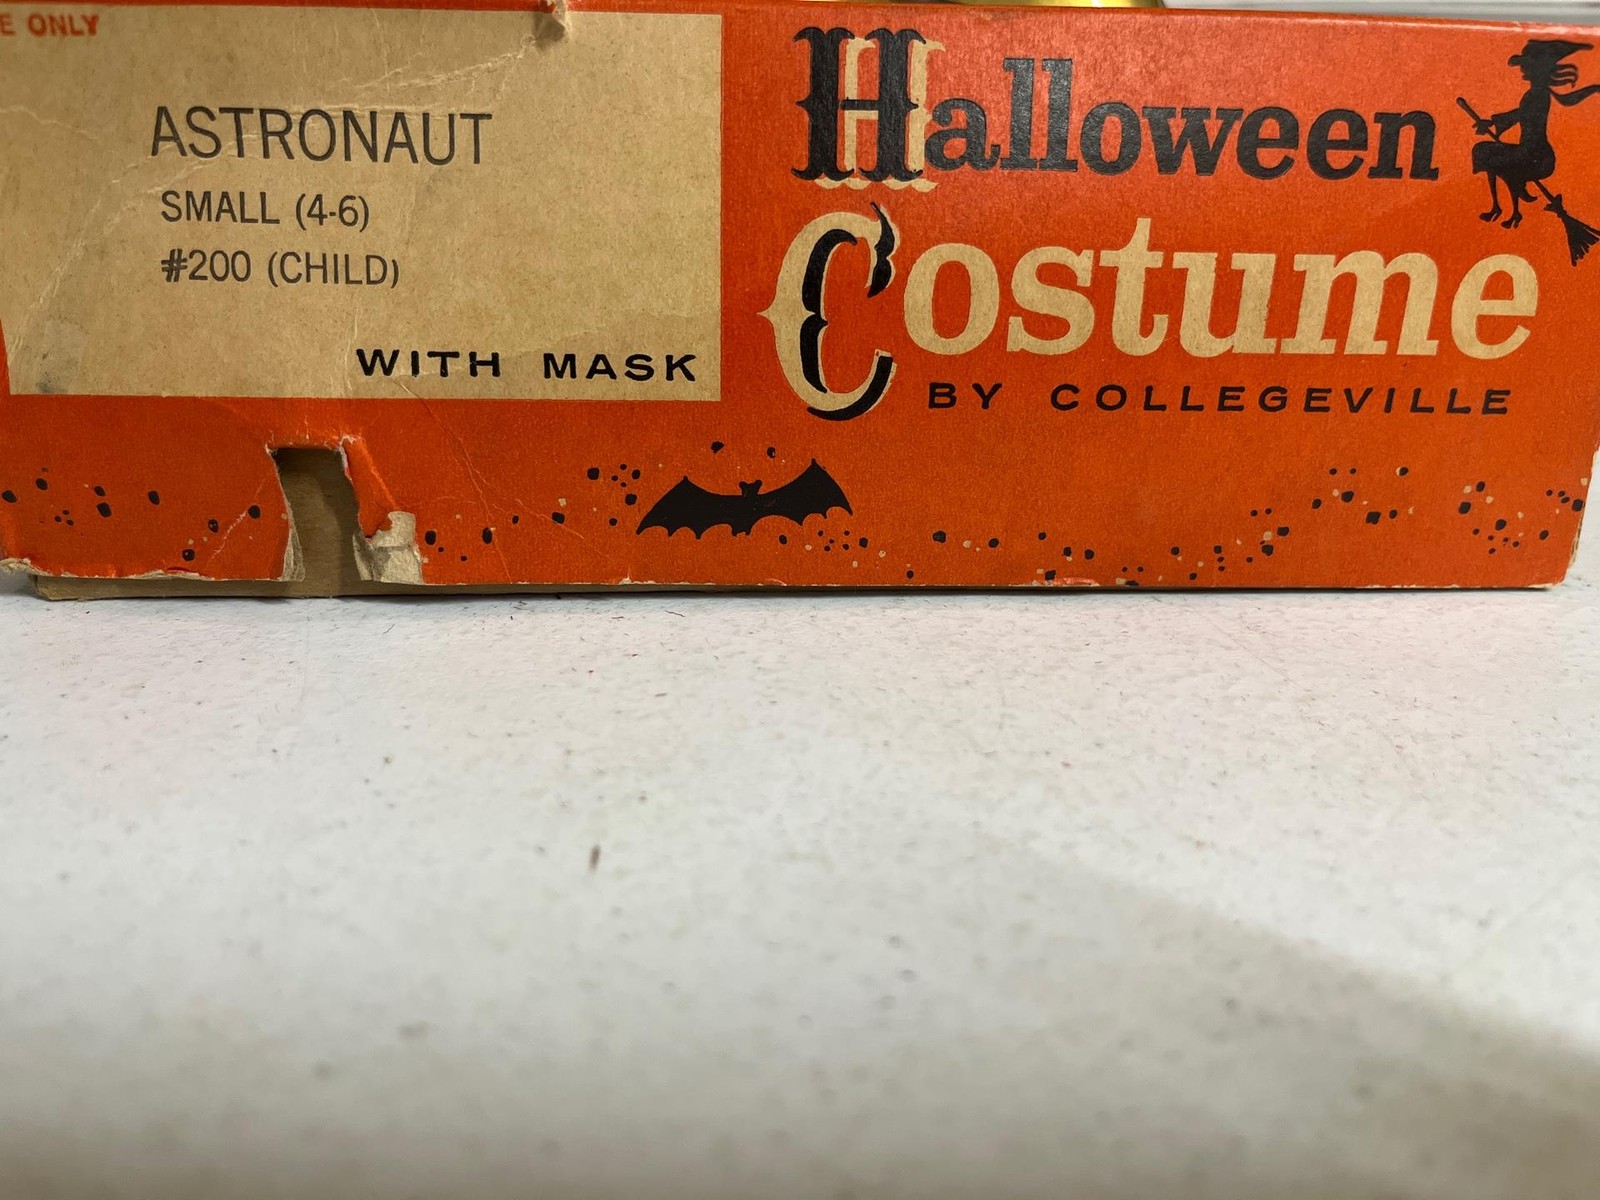 ONLY
ASTRONAUT
SMALL (4-6)
#200 (CHILD)
WITH MASK
Halloween
Costume
BY COLLEGEVILLE